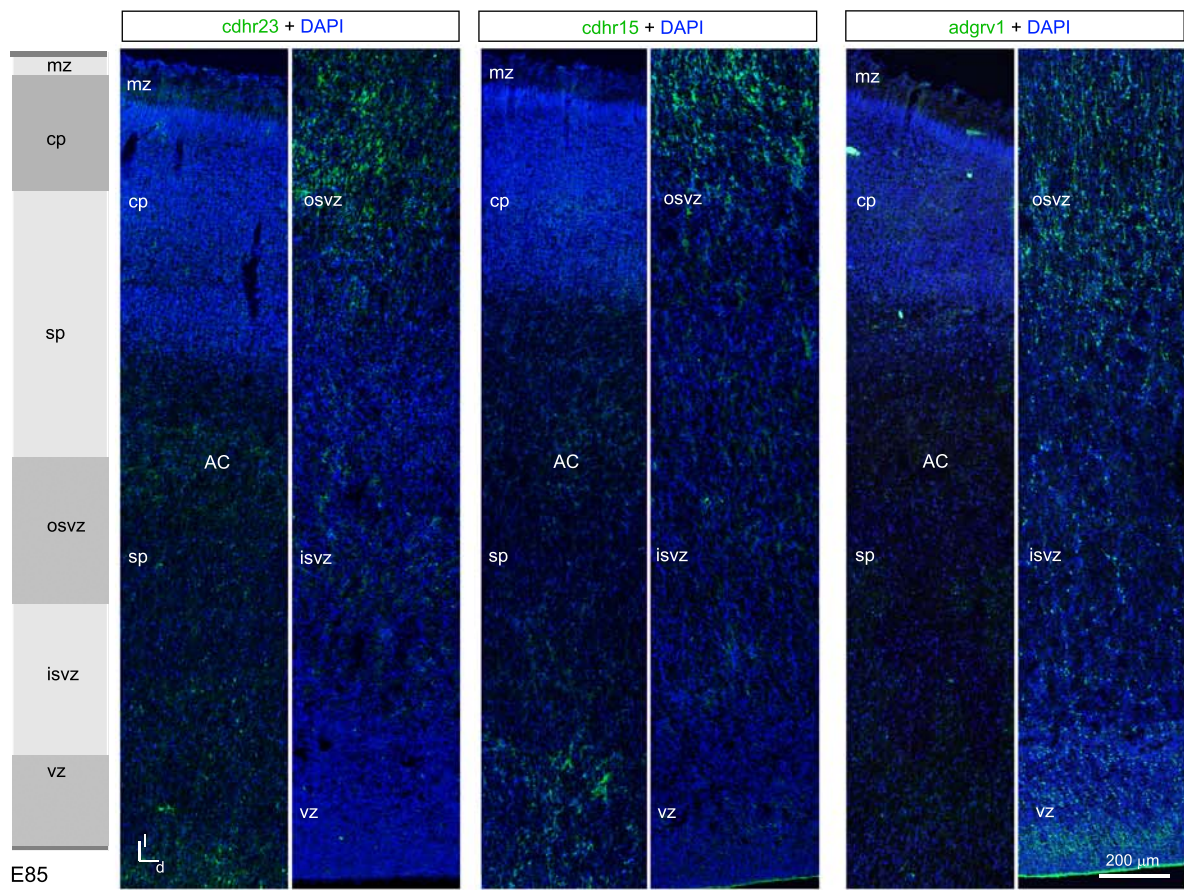 cdhr23 + DAPI
cdhr15 + DAPI
adgrv1 + DAPI
mz
cp
sp
osvz
isvz
vz
E85
mz
cp
AC
sp
l
d
osvz
isvz
vz
mz
cp
AC
sp
osvz
isvz
vz
mz
cp
AC
sp
osvz
isvz
vz
200 μm